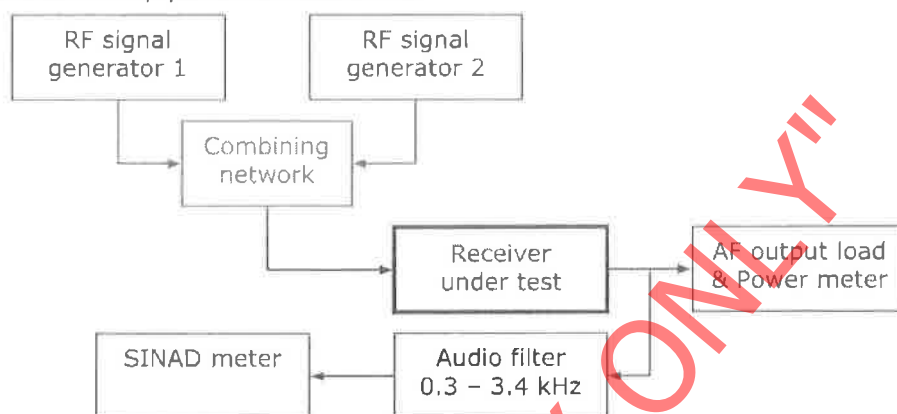 RF signal
generator 1
RF signal
generator 2
Combining
network
Receiver
under test
AF output load
& Power meter
SINAD meter
Audio filter
0.3 – 3.4 kHz
ONLY"